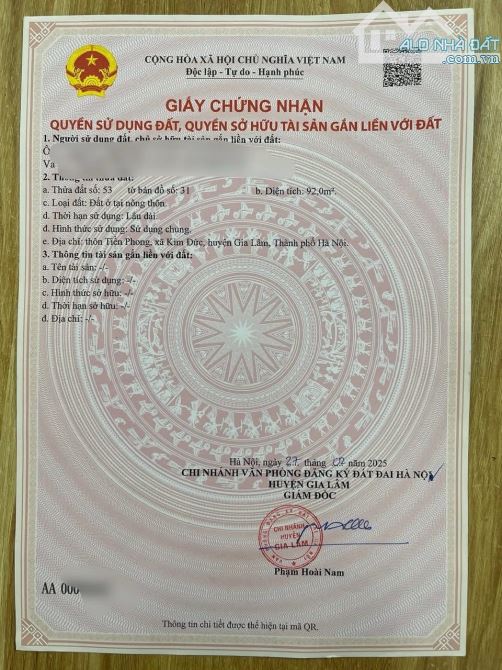 ALO NHÀ ĐẤT
CỘNG HÒA XÃ HỘI CHỦ NGHĨA VIỆT NAM
Độc lập - Tự do - Hạnh phúc
GIẤY CHỨNG NHẬN
QUYỀN SỬ DỤNG ĐẤT, QUYỀN SỞ HỮU TÀI SẢN GẮN LIỀN VỚI ĐẤT
1. Người sử dụng đất, chủ sở hữu tài sản gắn liền với đất:
Ô
Va
2. Thông tin thửa đất:
a. Thửa đất số: 53 tờ bản đồ số: 31 b. Diện tích: 92,0m².
c. Loại đất: Đất ở tại nông thôn.
d. Thời hạn sử dụng: Lâu dài.
đ. Hình thức sử dụng: Sử dụng chung.
e. Địa chỉ: thôn Tiền Phong, xã Kim Đức, huyện Gia Lâm, Thành phố Hà Nội.
3. Thông tin tài sản gắn liền với đất:
a. Tên tài sản: -/-
b. Diện tích sử dụng: -/-
c. Hình thức sở hữu: -/-
d. Thời hạn sở hữu: -/-
đ. Địa chỉ: -/-
Hà Nội, ngày 27 tháng 02 năm 2025
CHI NHÁNH VĂN PHÒNG ĐĂNG KÝ ĐẤT ĐAI HÀ NỘI
HUYỆN GIA LÂM
GIÁM ĐỐC
CHI NHÁNH
HUYỆN
GIA LÂM
Phạm Hoài Nam
AA 000
Thông tin chi tiết được thể hiện tại mã QR.